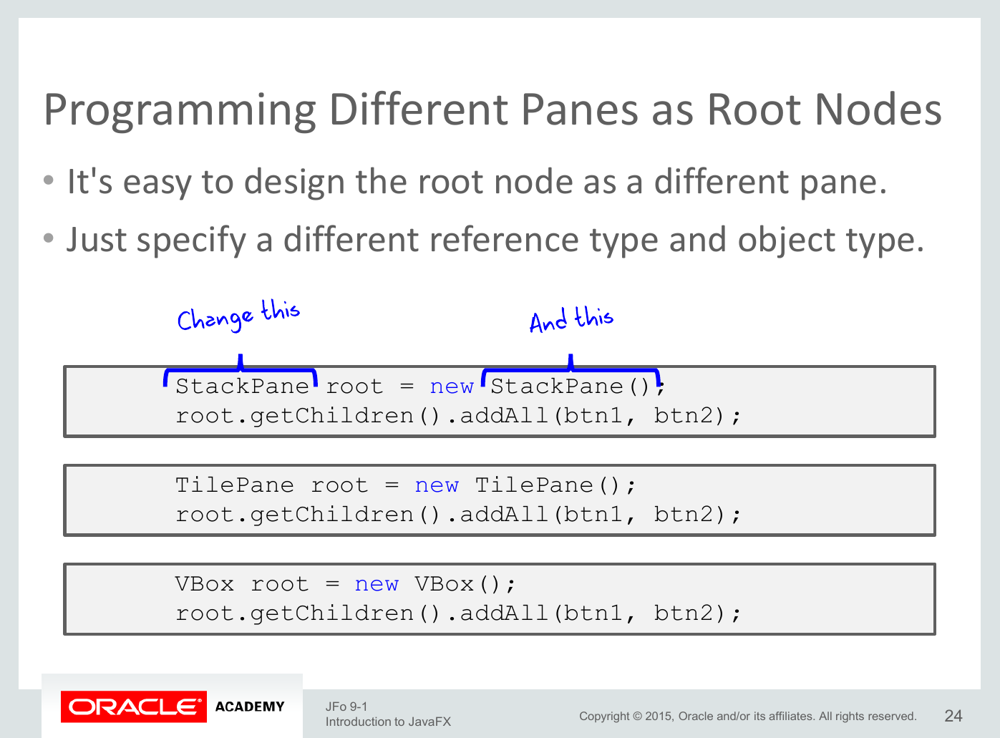 Programming Different Panes as Root Nodes
• It's easy to design the root node as a different pane.
• Just specify a different reference type and object type.
Change this
And this
StackPane root = new StackPane();
root.getChildren().addAll(btn1, btn2);
TilePane root = new TilePane();
root.getChildren().addAll(btn1, btn2);
VBox root = new VBox();
root.getChildren().addAll(btn1, btn2);
ORACLE® ACADEMY
JFo 9-1
Introduction to JavaFX
Copyright © 2015, Oracle and/or its affiliates. All rights reserved.
24